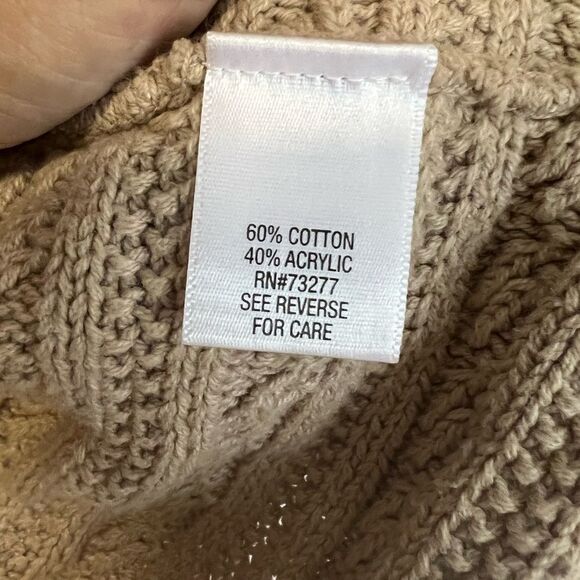 60% COTTON
40% ACRYLIC
RN#73277
SEE REVERSE
FOR CARE